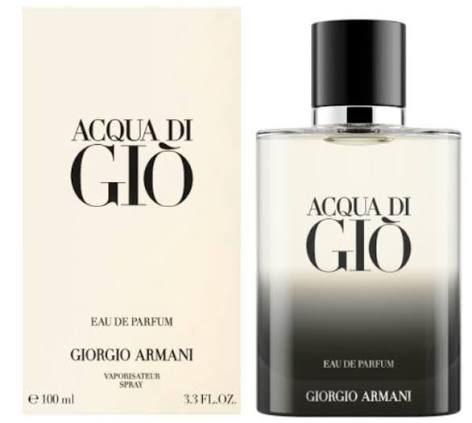 ACQUA DI
GIÒ
EAU DE PARFUM
GIORGIO ARMANI
VAPORISATEUR
SPRAY
℮ 100 ml 3.3 FL.OZ.
ACQUA DI
GIÒ
EAU DE PARFUM
GIORGIO ARMANI